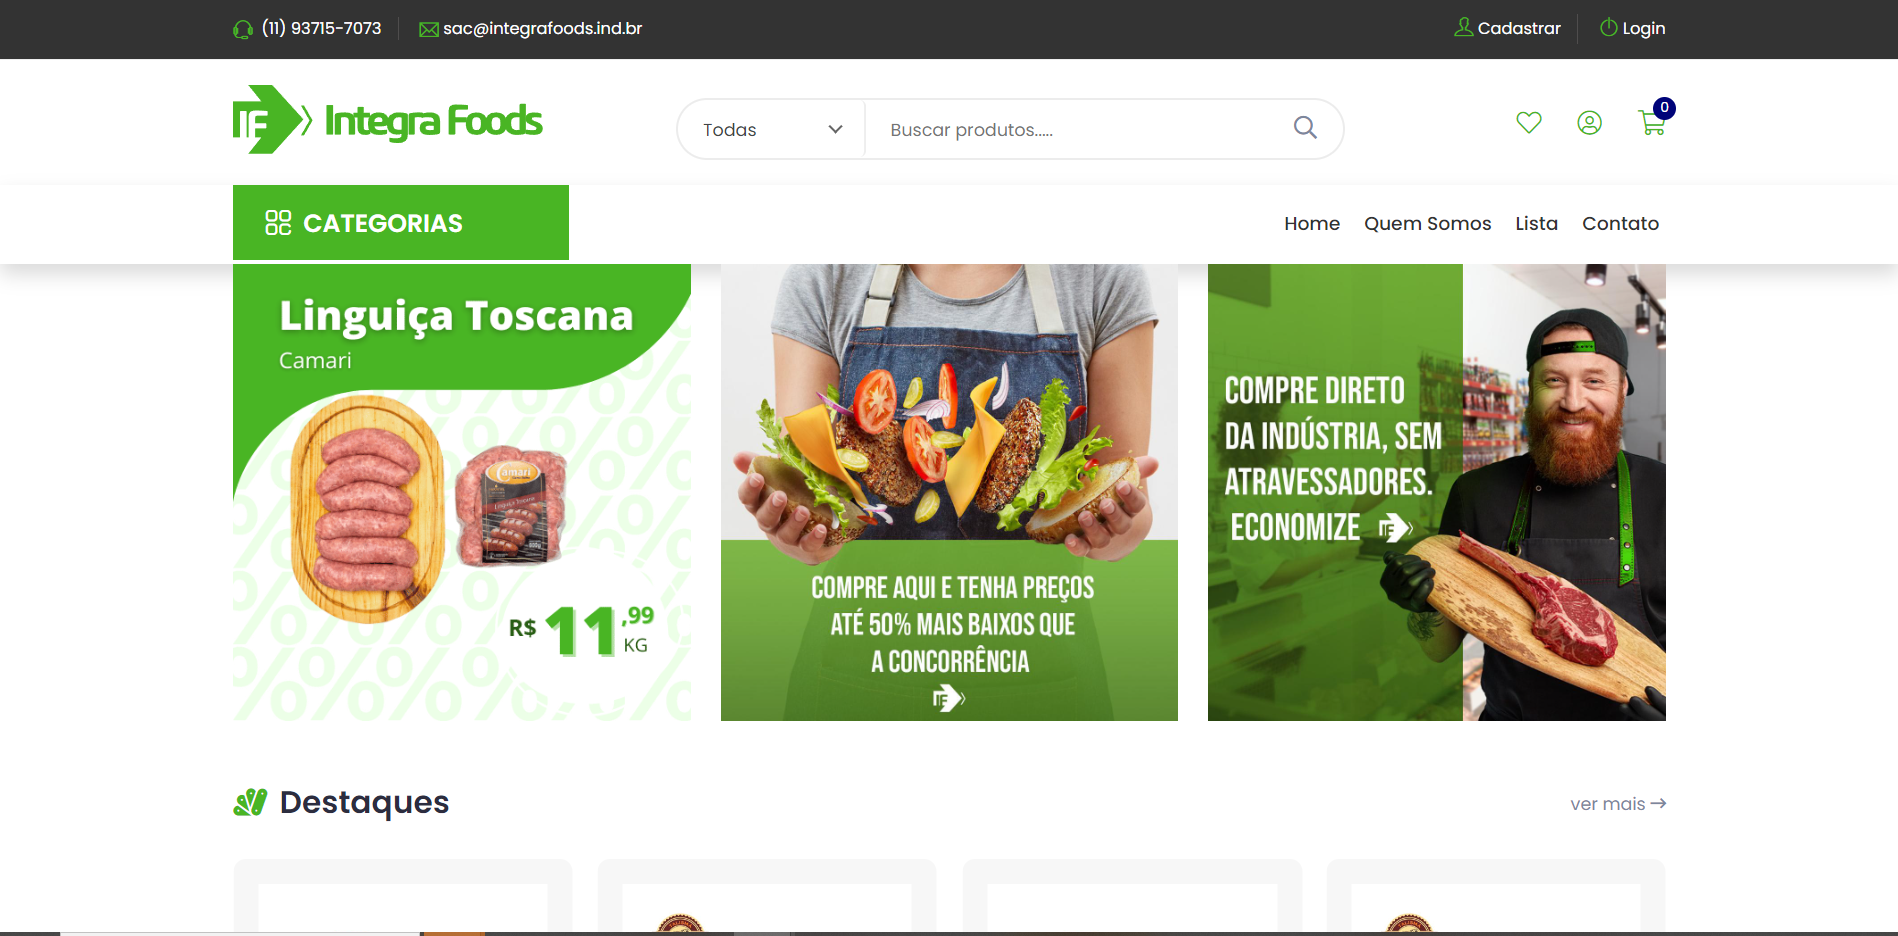 (11) 93715-7073
sac@integrafoods.ind.br
Cadastrar
Login
IF Integra Foods
Todas
Buscar produtos.....
0
CATEGORIAS
Home
Quem Somos
Lista
Contato
Linguiça Toscana
Camari
Camari
Linguiça Toscana
R$ 11,99
KG
COMPRE AQUI E TENHA PREÇOS
ATÉ 50% MAIS BAIXOS QUE
A CONCORRÊNCIA
IF
COMPRE DIRETO
DA INDÚSTRIA, SEM
ATRAVESSADORES.
ECONOMIZE IF
Destaques
ver mais